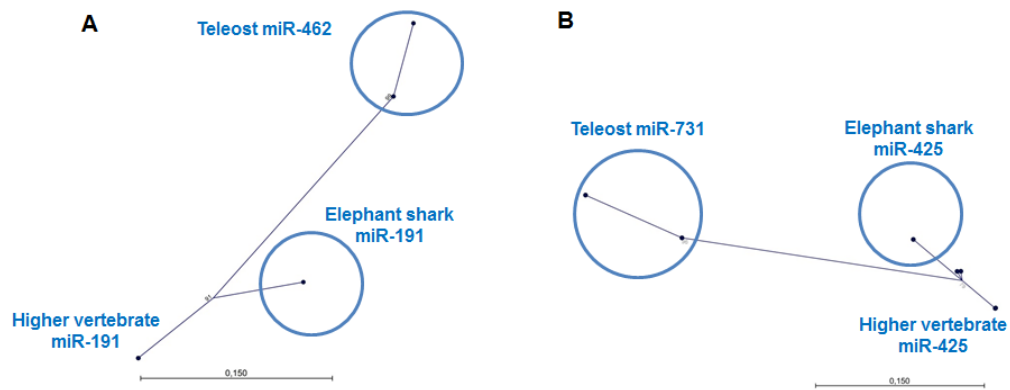 A
Teleost miR-462
Elephant shark
miR-191
91
Higher vertebrate
miR-191
0,150
B
Teleost miR-731
Elephant shark
miR-425
Higher vertebrate
miR-425
0,150